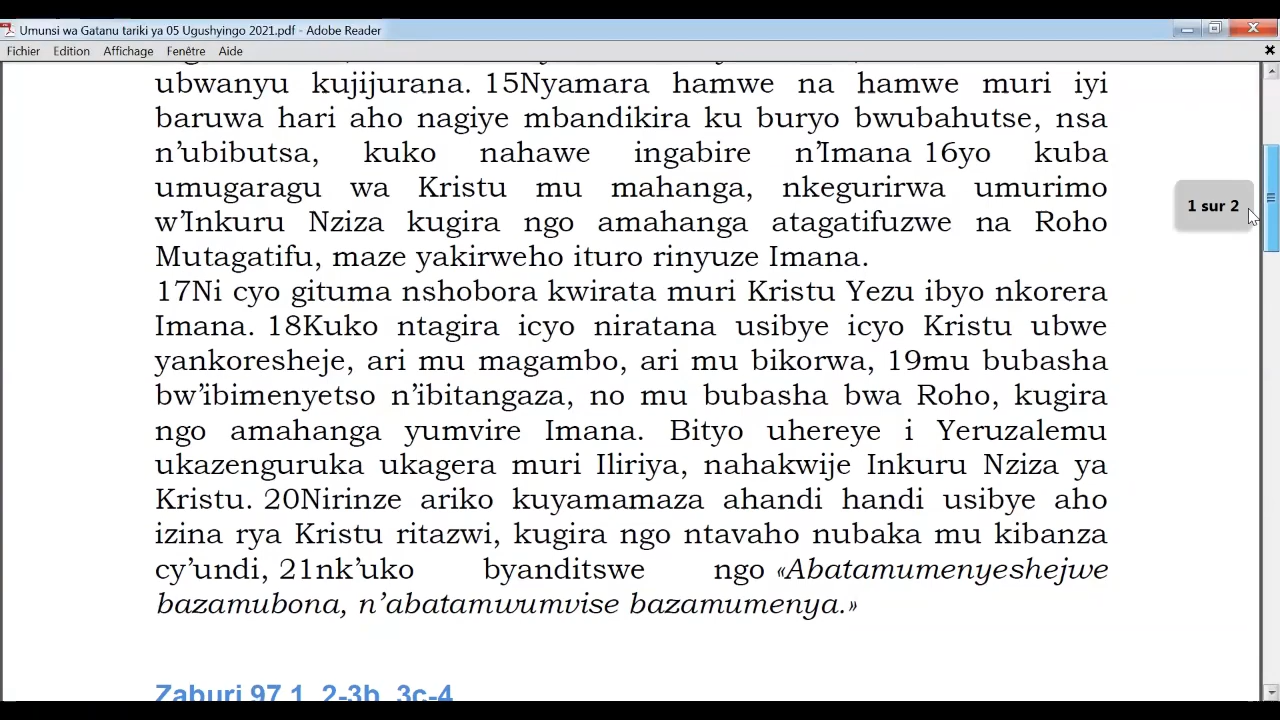 Umunsi wa Gatanu tariki ya 05 Ugushyingo 2021.pdf - Adobe Reader
Fichier Edition Affichage Fenêtre Aide
ubwanyu kujijurana. 15Nyamara hamwe na hamwe muri iyi
baruwa hari aho nagiye mbandikira ku buryo bwubahutse, nsa
n’ubibutsa, kuko nahawe ingabire n’Imana 16yo kuba
umugaragu wa Kristu mu mahanga, nkegurirwa umurimo
w’Inkuru Nziza kugira ngo amahanga atagatifuzwe na Roho
Mutagatifu, maze yakirweho ituro rinyuze Imana.
17Ni cyo gituma nshobora kwirata muri Kristu Yezu ibyo nkorera
Imana. 18Kuko ntagira icyo niratana usibye icyo Kristu ubwe
yankoresheje, ari mu magambo, ari mu bikorwa, 19mu bubasha
bw’ibimenyetso n’ibitangaza, no mu bubasha bwa Roho, kugira
ngo amahanga yumvire Imana. Bityo uhereye i Yeruzalemu
ukazenguruka ukagera muri Iliriya, nahakwije Inkuru Nziza ya
Kristu. 20Nirinze ariko kuyamamaza ahandi handi usibye aho
izina rya Kristu ritazwi, kugira ngo ntavaho nubaka mu kibanza
cy’undi, 21nk’uko byanditswe ngo «Abatamumenyeshejwe
bazamubona, n’abatamwumvise bazamumenya.»
Zaburi 97,1, 2-3b, 3c-4
1 sur 2